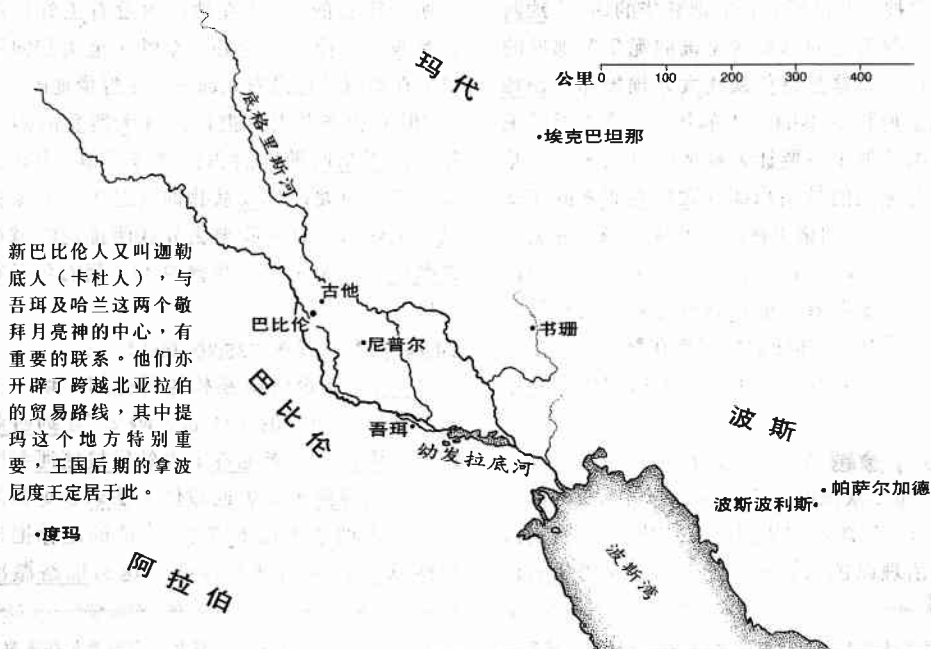 玛代
公里 0 100 200 300 400
埃克巴坦那
底格里斯河
新巴比伦人又叫迦勒
底人（卡杜人），与
吾珥及哈兰这两个敬
拜月亮神的中心，有
重要的联系。他们亦
开辟了跨越北亚拉伯
的贸易路线，其中提
玛这个地方特别重
要，王国后期的拿波
尼度王定居于此。
古他
巴比伦
尼普尔
书珊
巴比伦
吾珥
幼发拉底河
波斯
帕萨尔加德
波斯波利斯
度玛
阿拉伯
波斯湾